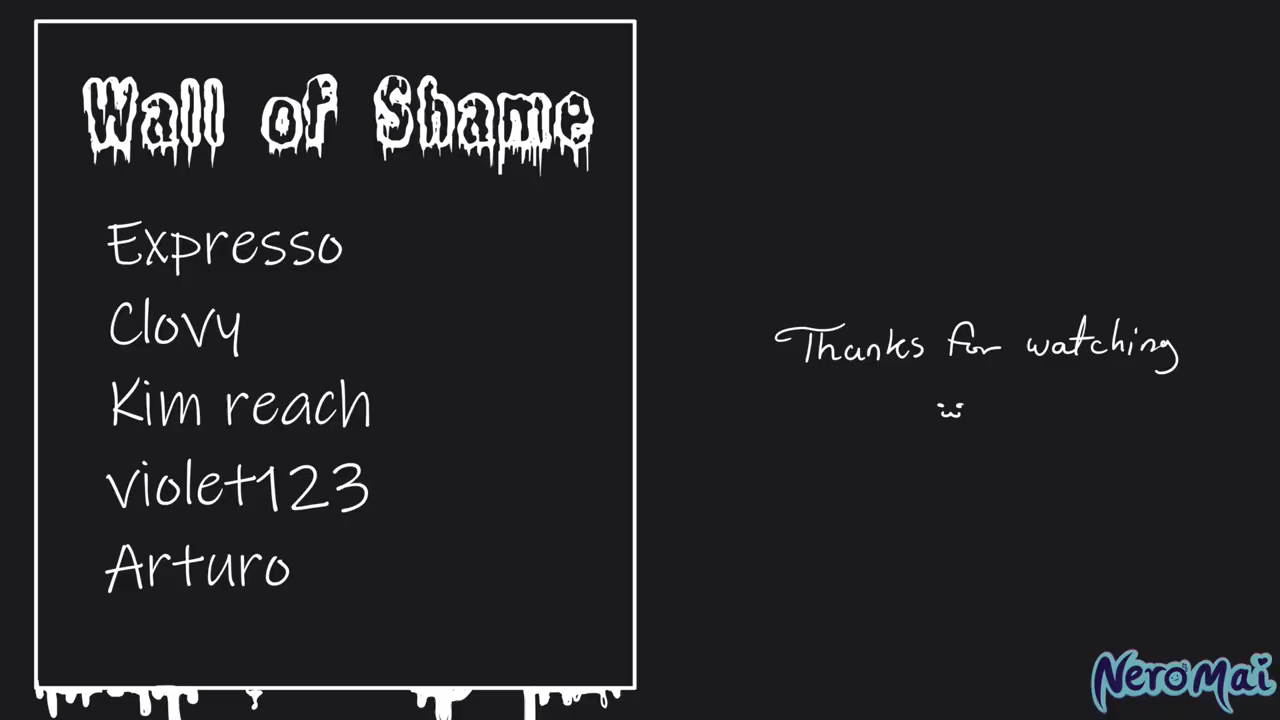 Wall of Shame
Expresso
Clovy
Kim reach
violet123
Arturo
Thanks for watching
NeroMai